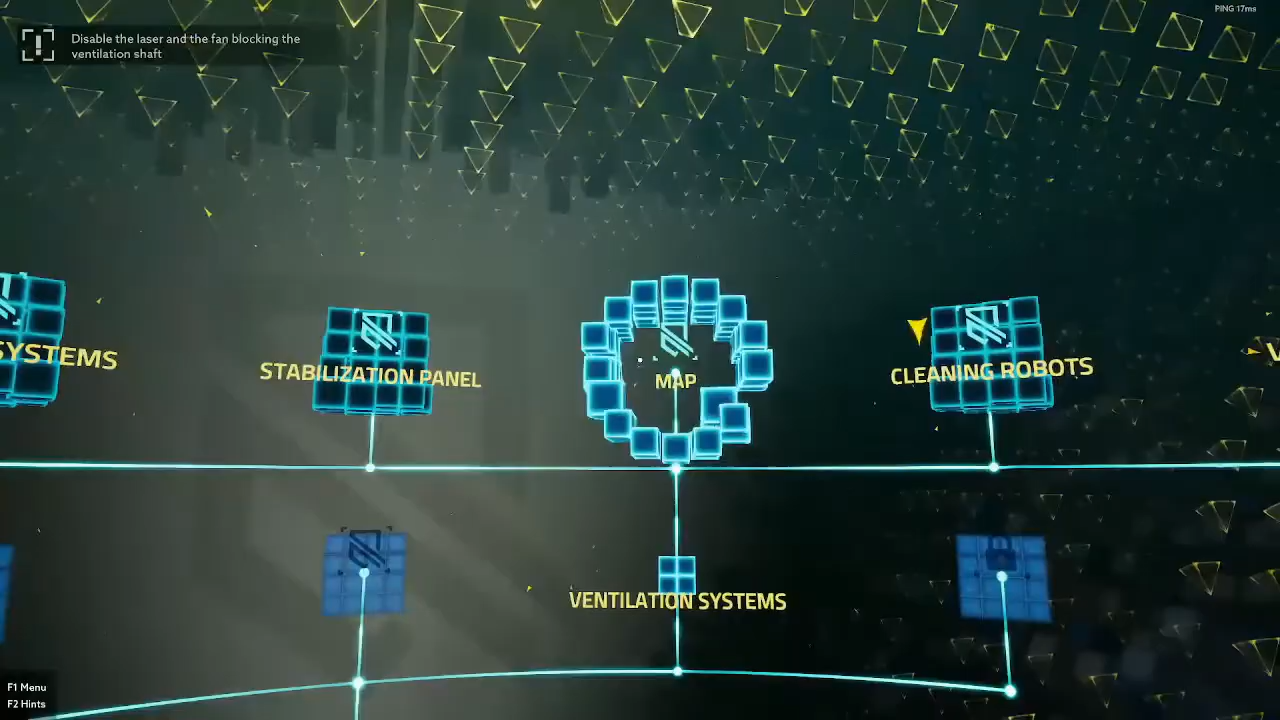 PING 17ms
Disable the laser and the fan blocking the
ventilation shaft
SYSTEMS
STABILIZATION PANEL
MAP
CLEANING ROBOTS
VENTILATION SYSTEMS
F1 Menu
F2 Hints